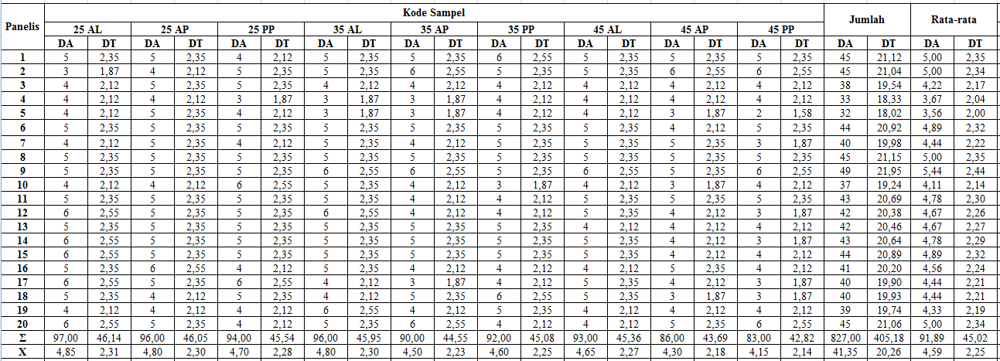 Panelis Kode Sampel Jumlah Rata-rata
25 AL 25 AP 25 PP 35 AL 35 AP 35 PP 45 AL 45 AP 45 PP
DA DT DA DT DA DT DA DT DA DT DA DT DA DT DA DT DA DT DA DT DA DT
1 5 2,35 5 2,35 4 2,12 5 2,35 5 2,35 6 2,55 5 2,35 5 2,35 5 2,35 45 21,12 5,00 2,35
2 3 1,87 4 2,12 5 2,35 5 2,35 6 2,55 5 2,35 5 2,35 6 2,55 6 2,55 45 21,04 5,00 2,34
3 4 2,12 5 2,35 5 2,35 4 2,12 4 2,12 4 2,12 4 2,12 4 2,12 4 2,12 38 19,54 4,22 2,17
4 4 2,12 4 2,12 3 1,87 3 1,87 3 1,87 4 2,12 4 2,12 4 2,12 4 2,12 33 18,33 3,67 2,04
5 4 2,12 5 2,35 4 2,12 3 1,87 3 1,87 4 2,12 4 2,12 3 1,87 2 1,58 32 18,02 3,56 2,00
6 5 2,35 5 2,35 5 2,35 5 2,35 5 2,35 5 2,35 5 2,35 4 2,12 5 2,35 44 20,92 4,89 2,32
7 4 2,12 5 2,35 4 2,12 5 2,35 4 2,12 5 2,35 5 2,35 5 2,35 3 1,87 40 19,98 4,44 2,22
8 5 2,35 5 2,35 5 2,35 5 2,35 5 2,35 5 2,35 5 2,35 5 2,35 5 2,35 45 21,15 5,00 2,35
9 5 2,35 5 2,35 5 2,35 6 2,55 6 2,55 5 2,35 6 2,55 5 2,35 6 2,55 49 21,95 5,44 2,44
10 4 2,12 4 2,12 6 2,55 5 2,35 4 2,12 3 1,87 4 2,12 3 1,87 4 2,12 37 19,24 4,11 2,14
11 5 2,35 5 2,35 5 2,35 5 2,35 4 2,12 4 2,12 5 2,35 5 2,35 5 2,35 43 20,69 4,78 2,30
12 6 2,55 5 2,35 5 2,35 6 2,55 4 2,12 4 2,12 5 2,35 4 2,12 3 1,87 42 20,38 4,67 2,26
13 5 2,35 5 2,35 5 2,35 5 2,35 5 2,35 5 2,35 4 2,12 4 2,12 4 2,12 42 20,46 4,67 2,27
14 6 2,55 5 2,35 5 2,35 5 2,35 5 2,35 5 2,35 5 2,35 4 2,12 3 1,87 43 20,64 4,78 2,29
15 6 2,55 5 2,35 5 2,35 5 2,35 5 2,35 5 2,35 5 2,35 4 2,12 4 2,12 44 20,89 4,89 2,32
16 5 2,35 6 2,55 4 2,12 5 2,35 4 2,12 4 2,12 4 2,12 5 2,35 4 2,12 41 20,20 4,56 2,24
17 6 2,55 5 2,35 6 2,55 4 2,12 3 1,87 4 2,12 5 2,35 4 2,12 3 1,87 40 19,90 4,44 2,21
18 5 2,35 4 2,12 5 2,35 4 2,12 5 2,35 6 2,55 5 2,35 3 1,87 3 1,87 40 19,93 4,44 2,21
19 4 2,12 4 2,12 4 2,12 6 2,55 4 2,12 5 2,35 4 2,12 4 2,12 4 2,12 39 19,74 4,33 2,19
20 6 2,55 5 2,35 4 2,12 5 2,35 6 2,55 4 2,12 4 2,12 5 2,35 6 2,55 45 21,06 5,00 2,34
Σ 97,00 46,14 96,00 46,05 94,00 45,54 96,00 45,95 90,00 44,55 92,00 45,08 93,00 45,36 86,00 43,69 83,00 42,82 827,00 405,18 91,89 45,02
X 4,85 2,31 4,80 2,30 4,70 2,28 4,80 2,30 4,50 2,23 4,60 2,25 4,65 2,27 4,30 2,18 4,15 2,14 41,35 20,26 4,59 2,25